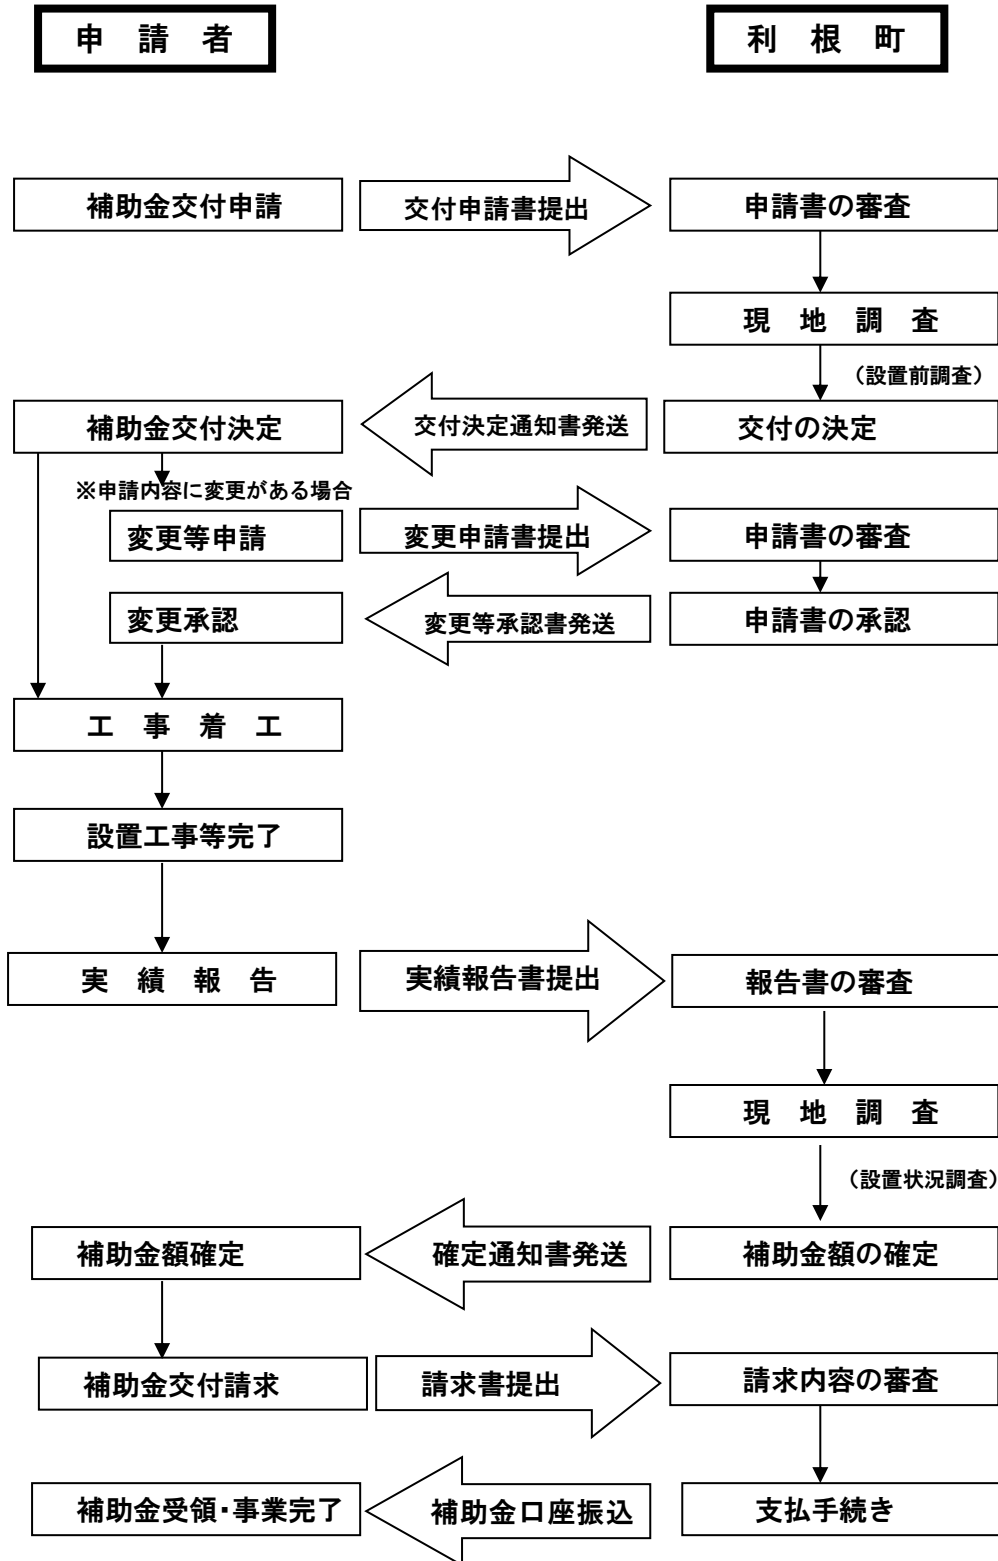 申　請　者
利　根　町
補助金交付申請
交付申請書提出
申請書の審査
現　地　調　査
（設置前調査）
補助金交付決定
交付決定通知書発送
交付の決定
※申請内容に変更がある場合
変更等申請
変更申請書提出
申請書の審査
変更承認
変更等承認書発送
申請書の承認
工　事　着　工
設置工事等完了
実　績　報　告
実績報告書提出
報告書の審査
現　地　調　査
（設置状況調査）
補助金額確定
確定通知書発送
補助金額の確定
補助金交付請求
請求書提出
請求内容の審査
補助金受領・事業完了
補助金口座振込
支払手続き